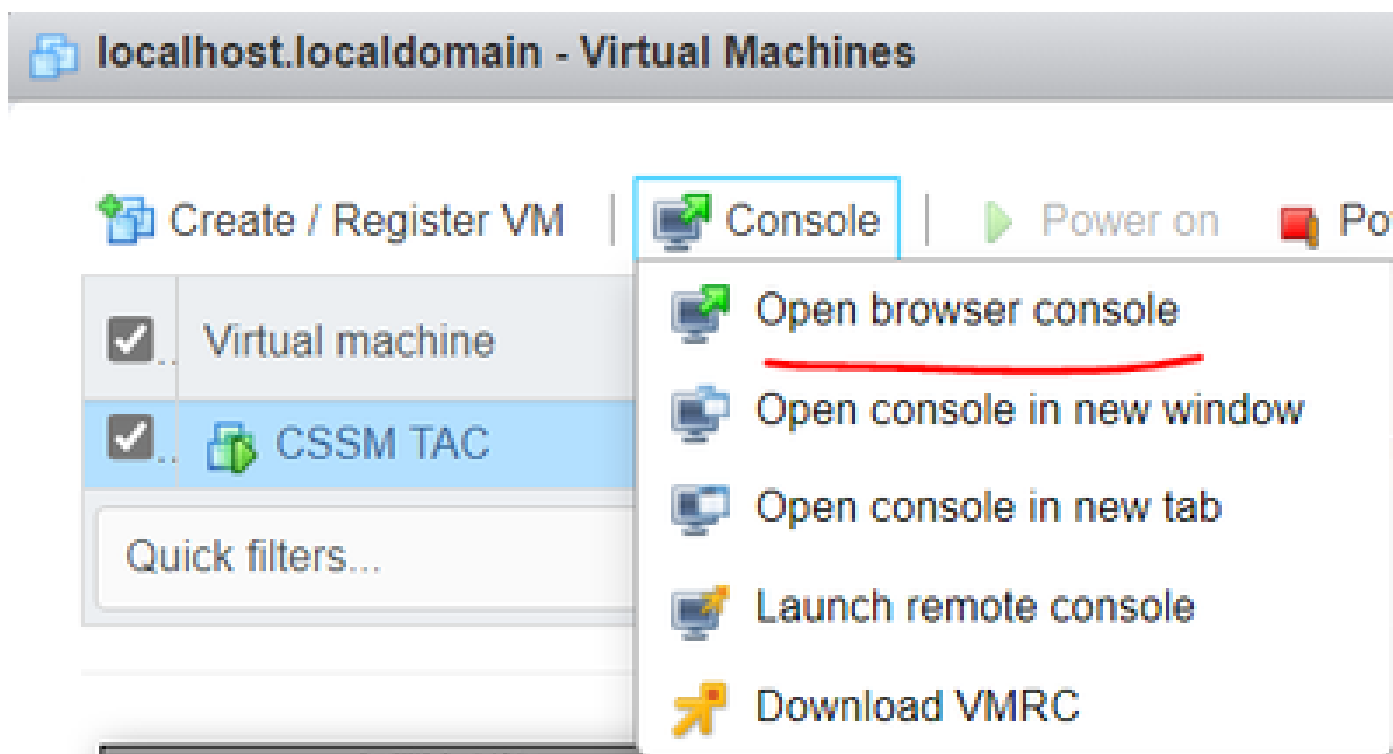 localhost.localdomain - Virtual Machines
Create / Register VM | Console | Power on
Virtual machine
CSSM TAC
Quick filters...
Open browser console
Open console in new window
Open console in new tab
Launch remote console
Download VMRC